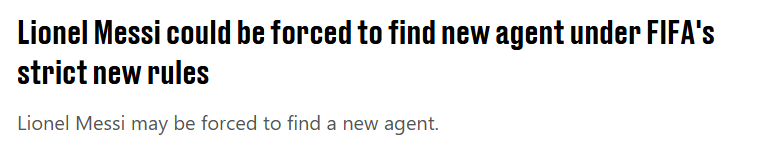 Lionel Messi could be forced to find new agent under FIFA's
strict new rules
Lionel Messi may be forced to find a new agent.